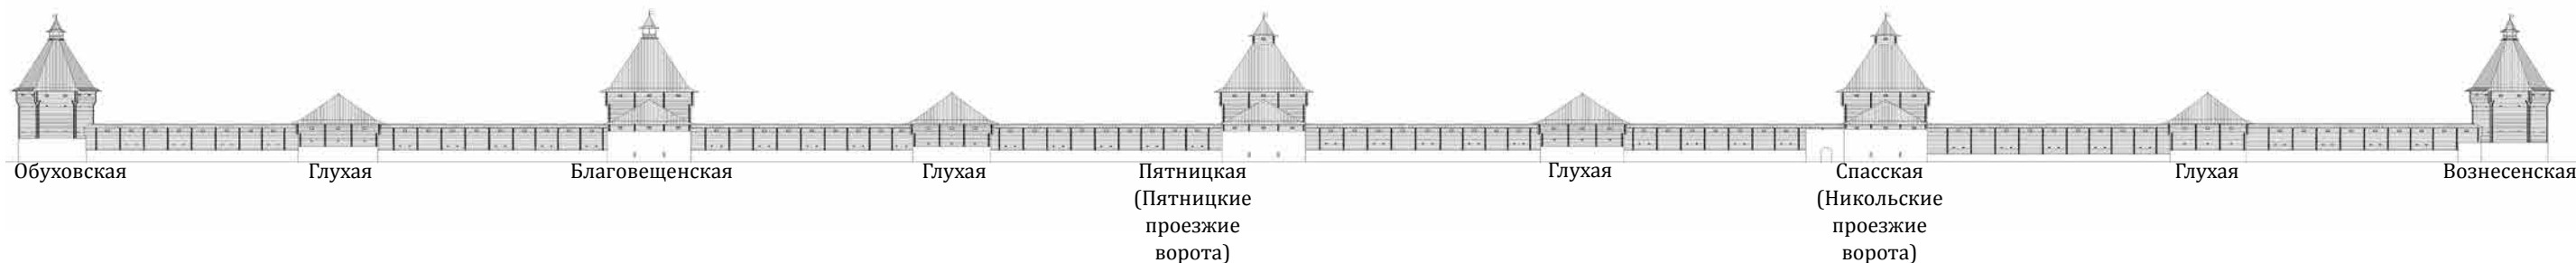 Обуховская
Глухая
Благовещенская
Глухая
Пятницкая
(Пятницкие
проезжие
ворота)
Глухая
Спасская
(Никольские
проезжие
ворота)
Глухая
Вознесенская